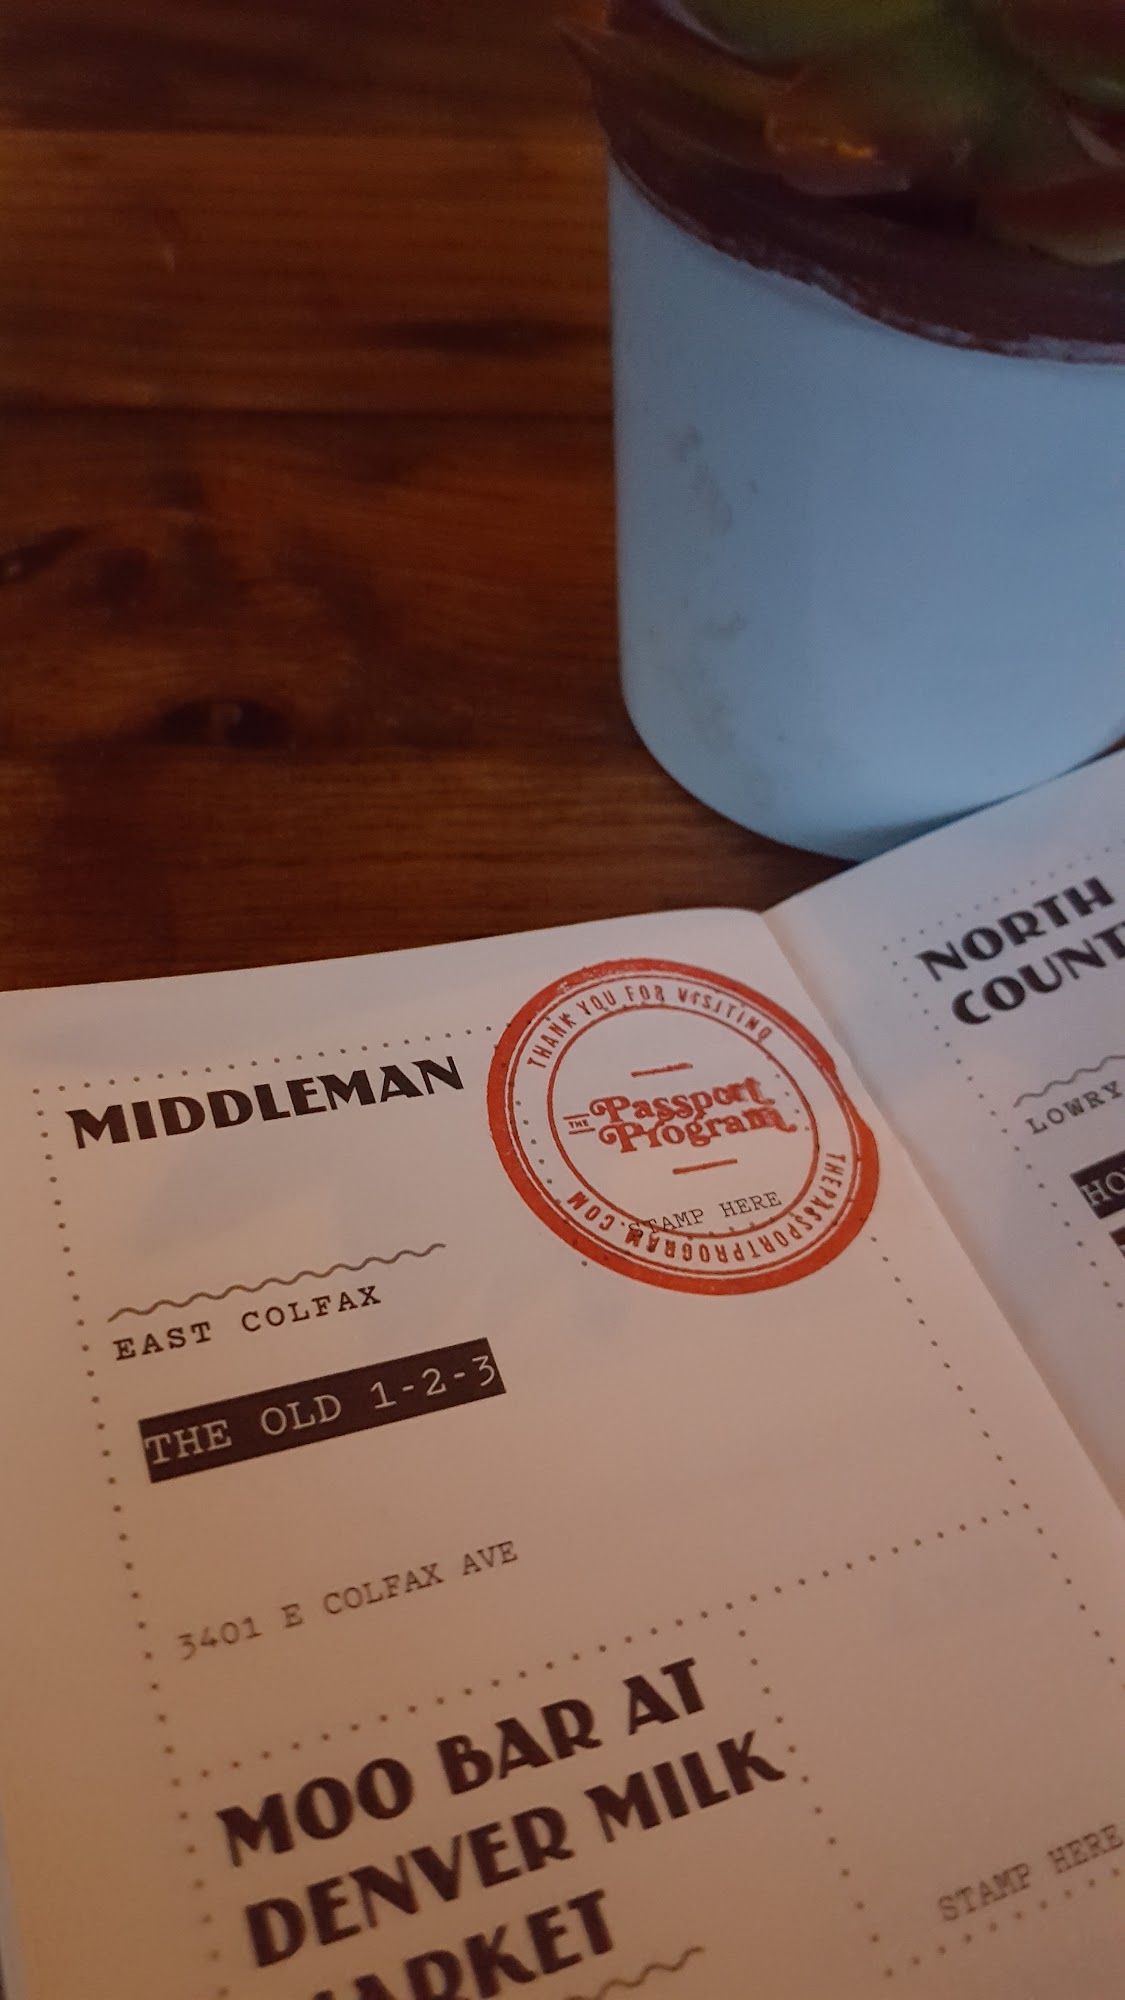 MIDDLEMAN
THANK YOU FOR VISITING
THE Passport
Program
STAMP HERE
THEPASSPORTPROGRAM.COM
EAST COLFAX
THE OLD 1-2-3
3401 E COLFAX AVE
MOO BAR AT
DENVER MILK
MARKET
STAMP HERE
NORTH
LOWRY